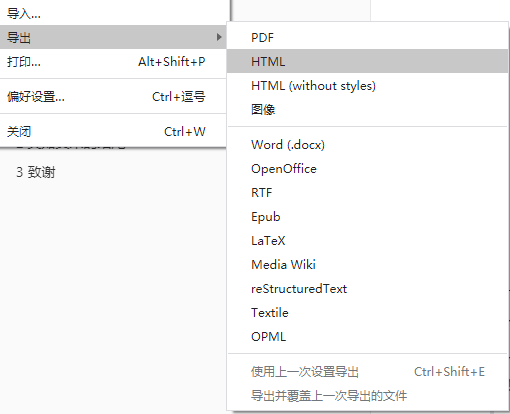 导入...
导出
打印... Alt+Shift+P
偏好设置... Ctrl+逗号
关闭 Ctrl+W
3 致谢
PDF
HTML
HTML (without styles)
图像
Word (.docx)
OpenOffice
RTF
Epub
LaTeX
Media Wiki
reStructuredText
Textile
OPML
使用上一次设置导出 Ctrl+Shift+E
导出并覆盖上一次导出的文件